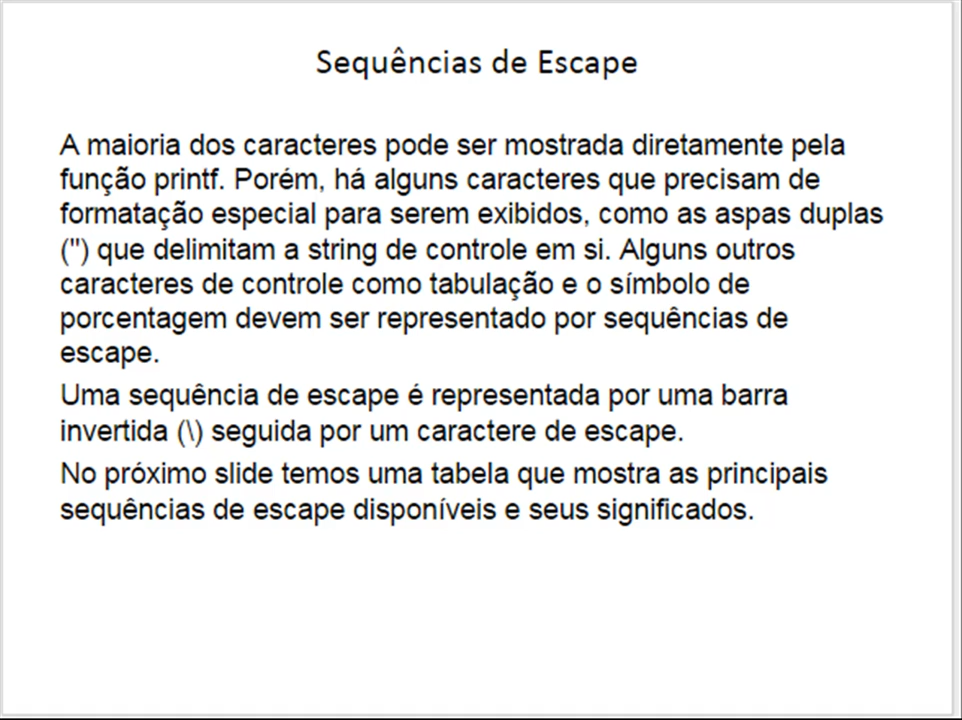 Sequências de Escape
A maioria dos caracteres pode ser mostrada diretamente pela
função printf. Porém, há alguns caracteres que precisam de
formatação especial para serem exibidos, como as aspas duplas
(") que delimitam a string de controle em si. Alguns outros
caracteres de controle como tabulação e o símbolo de
porcentagem devem ser representado por sequências de
escape.
Uma sequência de escape é representada por uma barra
invertida (\) seguida por um caractere de escape.
No próximo slide temos uma tabela que mostra as principais
sequências de escape disponíveis e seus significados.